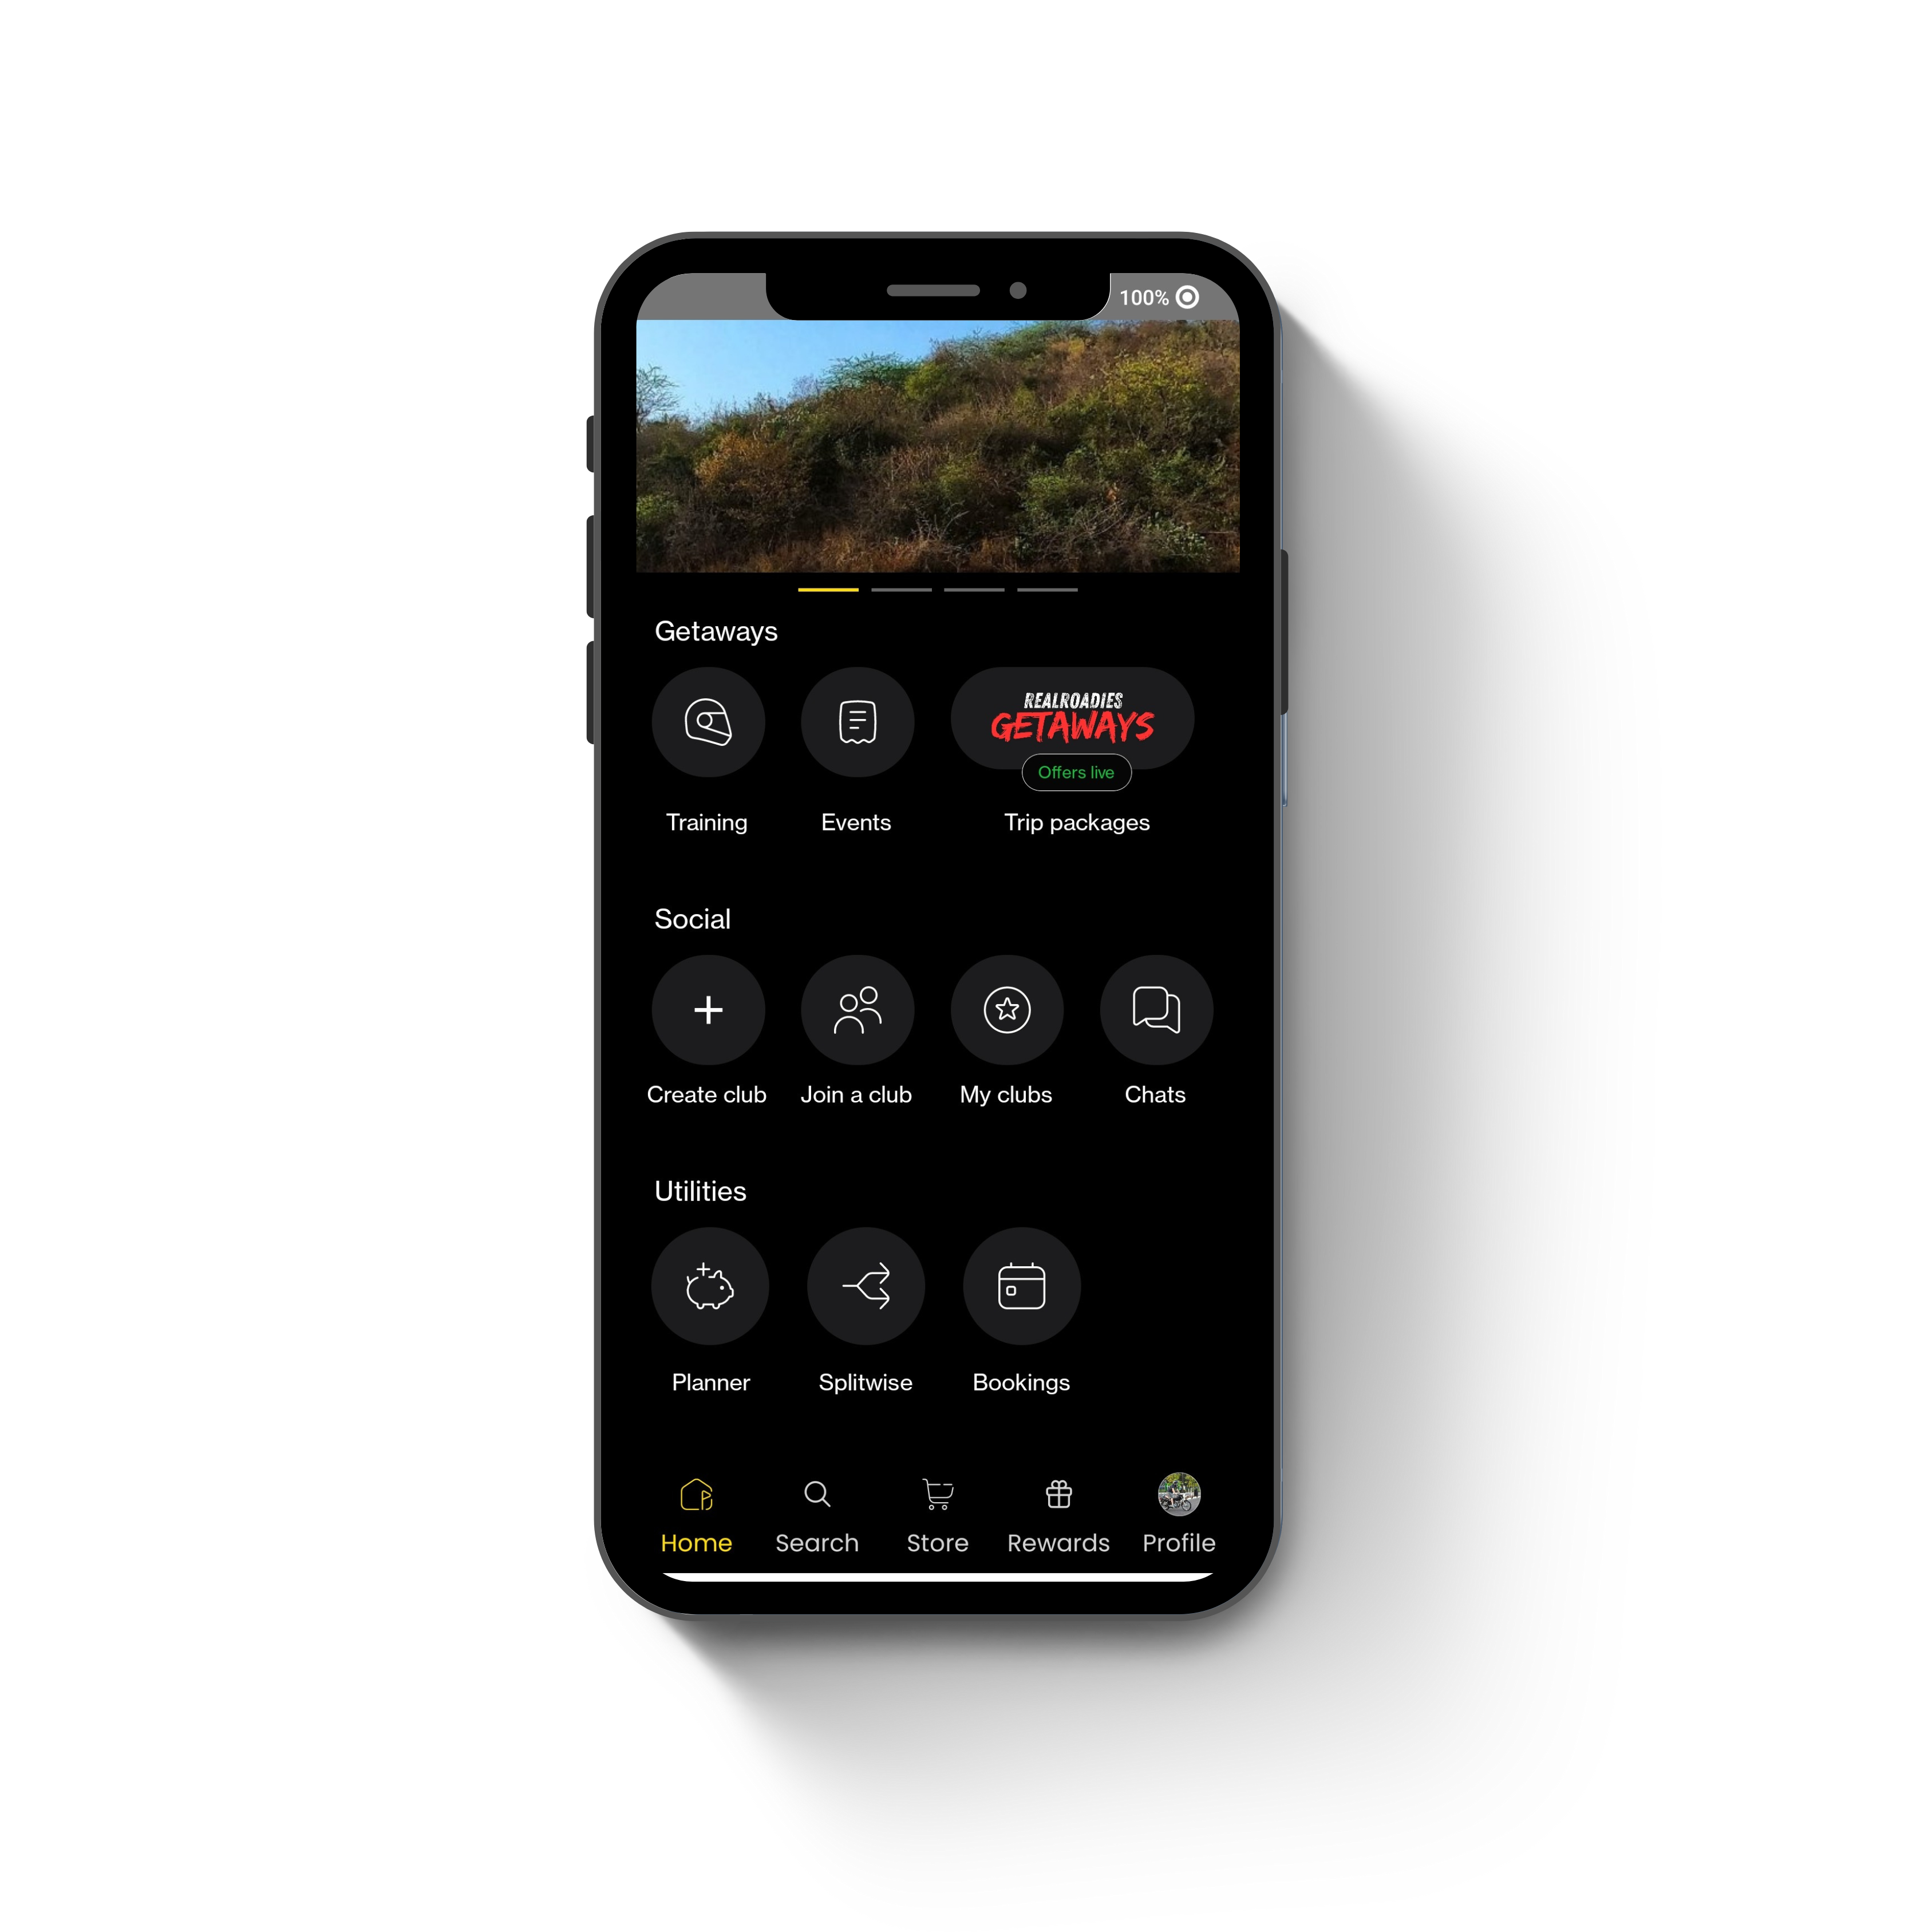 100%
Getaways
REALROADIES
GETAWAYS
Offers live
Training Events Trip packages
Social
Create club Join a club My clubs Chats
Utilities
Planner Splitwise Bookings
Home Search Store Rewards Profile